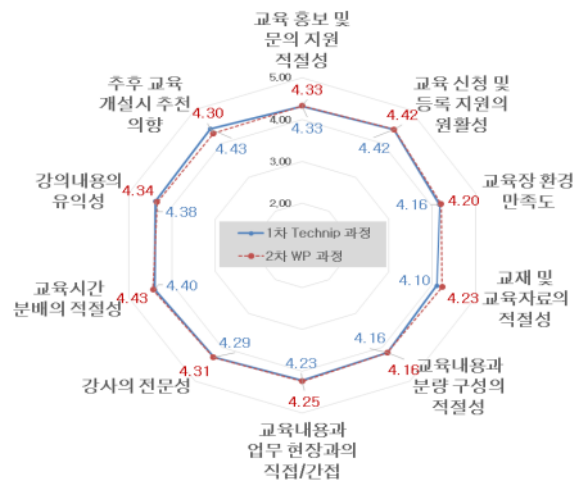 교육 홍보 및
문의 지원
적절성
5.00
4.33
4.00
4.33
3.00
2.00
교육 신청 및
등록 지원의
원활성
4.42
4.42
교육장 환경
만족도
4.20
4.16
교재 및
교육자료의
적절성
4.23
4.10
교육내용과
분량 구성의
적절성
4.16
4.16
교육내용과
업무 현장과의
직접/간접
4.23
4.25
강사의 전문성
4.29
4.31
교육시간
분배의 적절성
4.40
4.43
강의내용의
유익성
4.34
4.38
추후 교육
개설시 추천
의향
4.30
4.43
1차 Technip 과정
2차 WP 과정